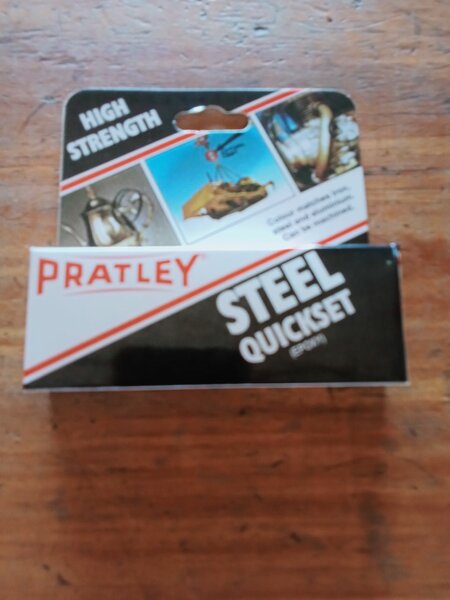 HIGH
STRENGTH
Colour matches iron,
steel and aluminium.
Can be machined.
PRATLEY
STEEL
QUICKSET
(EPOXY)